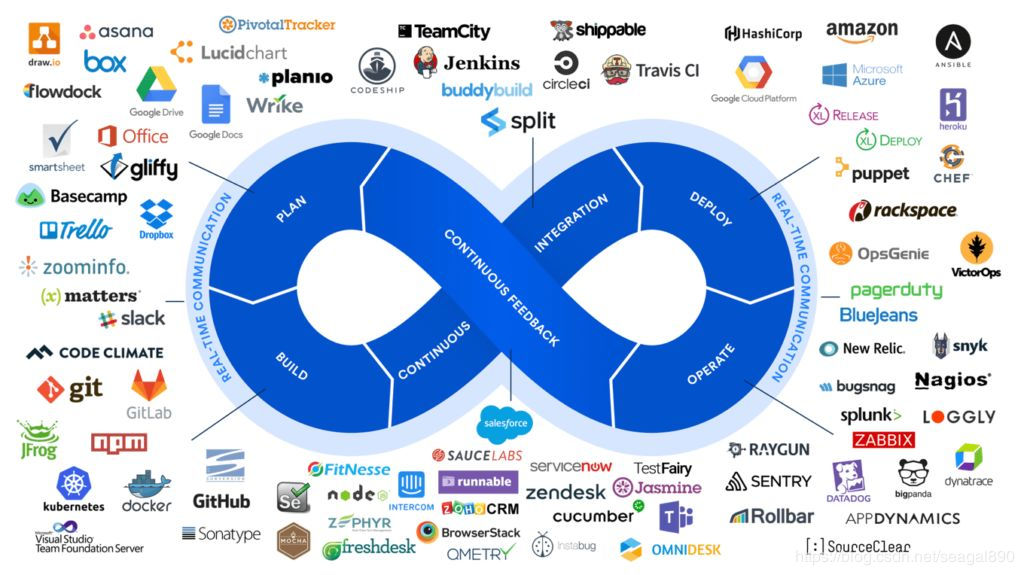 draw.io
asana
PivotalTracker
box
Lucidchart
flowdock
Google Drive
planio
Google Docs
Wrike
smartsheet
Office
gliffy
Basecamp
Trello
Dropbox
zoominfo.
(x) matters
slack
CODESHIP
TeamCity
Jenkins
buddybuild
shippable
circleci
Travis CI
split
HashiCorp
amazon
Google Cloud Platform
Microsoft
Azure
ANSIBLE
XL RELEASE
heroku
XL DEPLOY
puppet
CHEF
rackspace
OpsGenie
VictorOps
pagerduty
BlueJeans
REAL-TIME COMMUNICATION
PLAN
BUILD
CONTINUOUS
INTEGRATION
CONTINUOUS FEEDBACK
DEPLOY
OPERATE
REAL-TIME COMMUNICATION
CODE CLIMATE
git
GitLab
JFrog
npm
kubernetes
docker
SUBVERSION
GitHub
Visual Studio
Team Foundation Server
Sonatype
salesforce
SAUCELABS
FitNesse
Se
node
JS
INTERCOM
runnable
ZOHO CRM
ZEPHYR
MOCHA
freshdesk
BrowserStack
QMETRY
servicenow
TestFairy
zendesk
Jasmine
cucumber
T
instabug
OMNIDESK
New Relic.
snyk
bugsnag
Nagios
splunk>
LOGGLY
ZABBIX
RAYGUN
SENTRY
DATADOG
bigpanda
dynatrace
Rollbar
APPDYNAMICS
[:]SourceClear
https://blog.csdn.net/seagal890